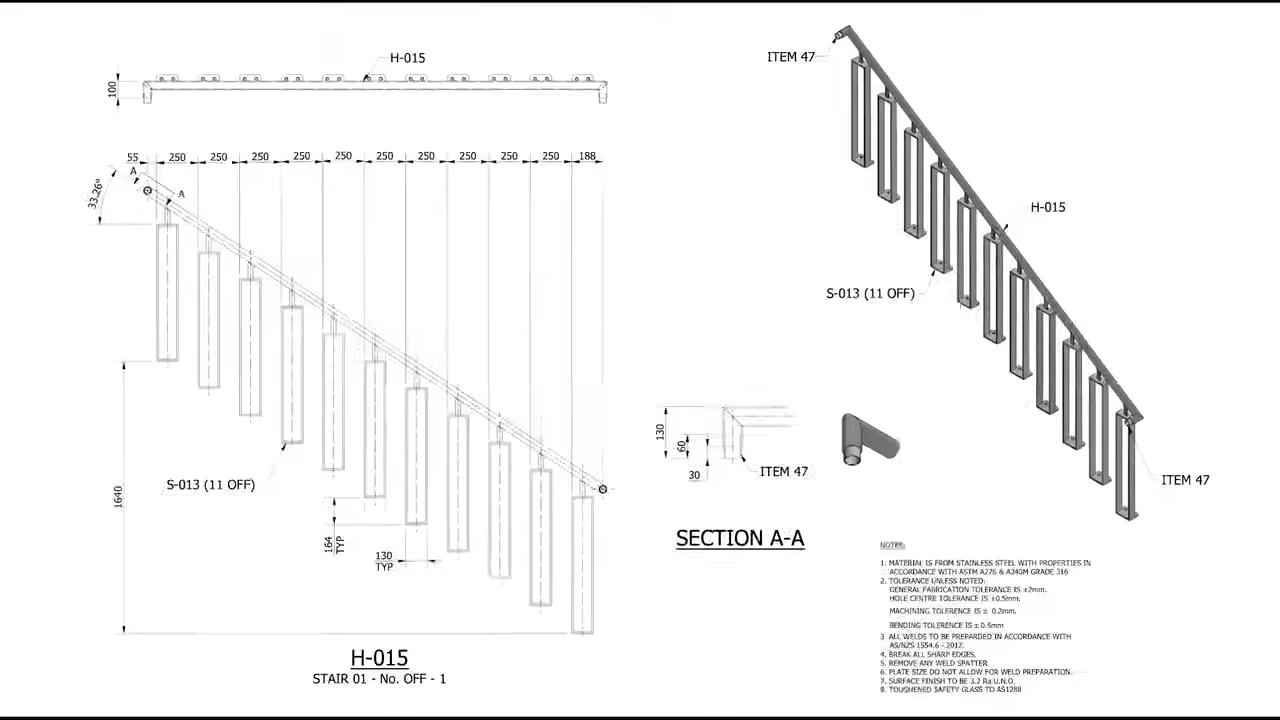 H-015
100
55 250 250 250 250 250 250 250 250 250 250 188
A
A
33.26°
S-013 (11 OFF)
1640
164
TYP
130
TYP
H-015
STAIR 01 - No. OFF - 1
ITEM 47
H-015
S-013 (11 OFF)
ITEM 47
130
60
30
ITEM 47
SECTION A-A
NOTES:
1. MATERIAL IS FROM STAINLESS STEEL WITH PROPERTIES IN
ACCORDANCE WITH ASTM A276 & A240M GRADE 316
2. TOLERANCE UNLESS NOTED:
GENERAL FABRICATION TOLERANCE IS ±2mm.
HOLE CENTRE TOLERANCE IS ±0.5mm.
MACHINING TOLERENCE IS ± 0.2mm.
BENDING TOLERENCE IS ± 0.5mm
3 ALL WELDS TO BE PREPARDED IN ACCORDANCE WITH
AS/NZS 1554.6 - 2012.
4. BREAK ALL SHARP EDGES.
5. REMOVE ANY WELD SPATTER.
6. PLATE SIZE DO NOT ALLOW FOR WELD PREPARATION.
7. SURFACE FINISH TO BE 3.2 Ra U.N.O.
8. TOUGHENED SAFETY GLASS TO AS1288